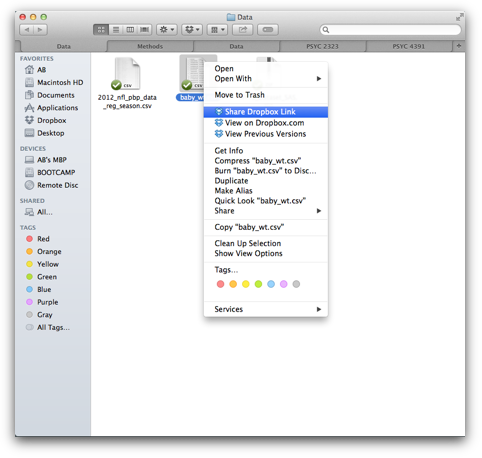 Data
Data
Methods
Data
PSYC 2323
PSYC 4391
FAVORITES
AB
Macintosh HD
Documents
Applications
Dropbox
Desktop
DEVICES
AB's MBP
BOOTCAMP
Remote Disc
SHARED
All...
TAGS
Red
Orange
Yellow
Green
Blue
Purple
Gray
All Tags...
CSV
2012_nfl_pbp_data
_reg_season.csv
CSV
baby_w
Open
Open With
Move to Trash
Share Dropbox Link
View on Dropbox.com
View Previous Versions
Get Info
Compress "baby_wt.csv"
Burn "baby_wt.csv" to Disc...
Duplicate
Make Alias
Quick Look "baby_wt.csv"
Share
Copy "baby_wt.csv"
Clean Up Selection
Show View Options
Tags...
Services